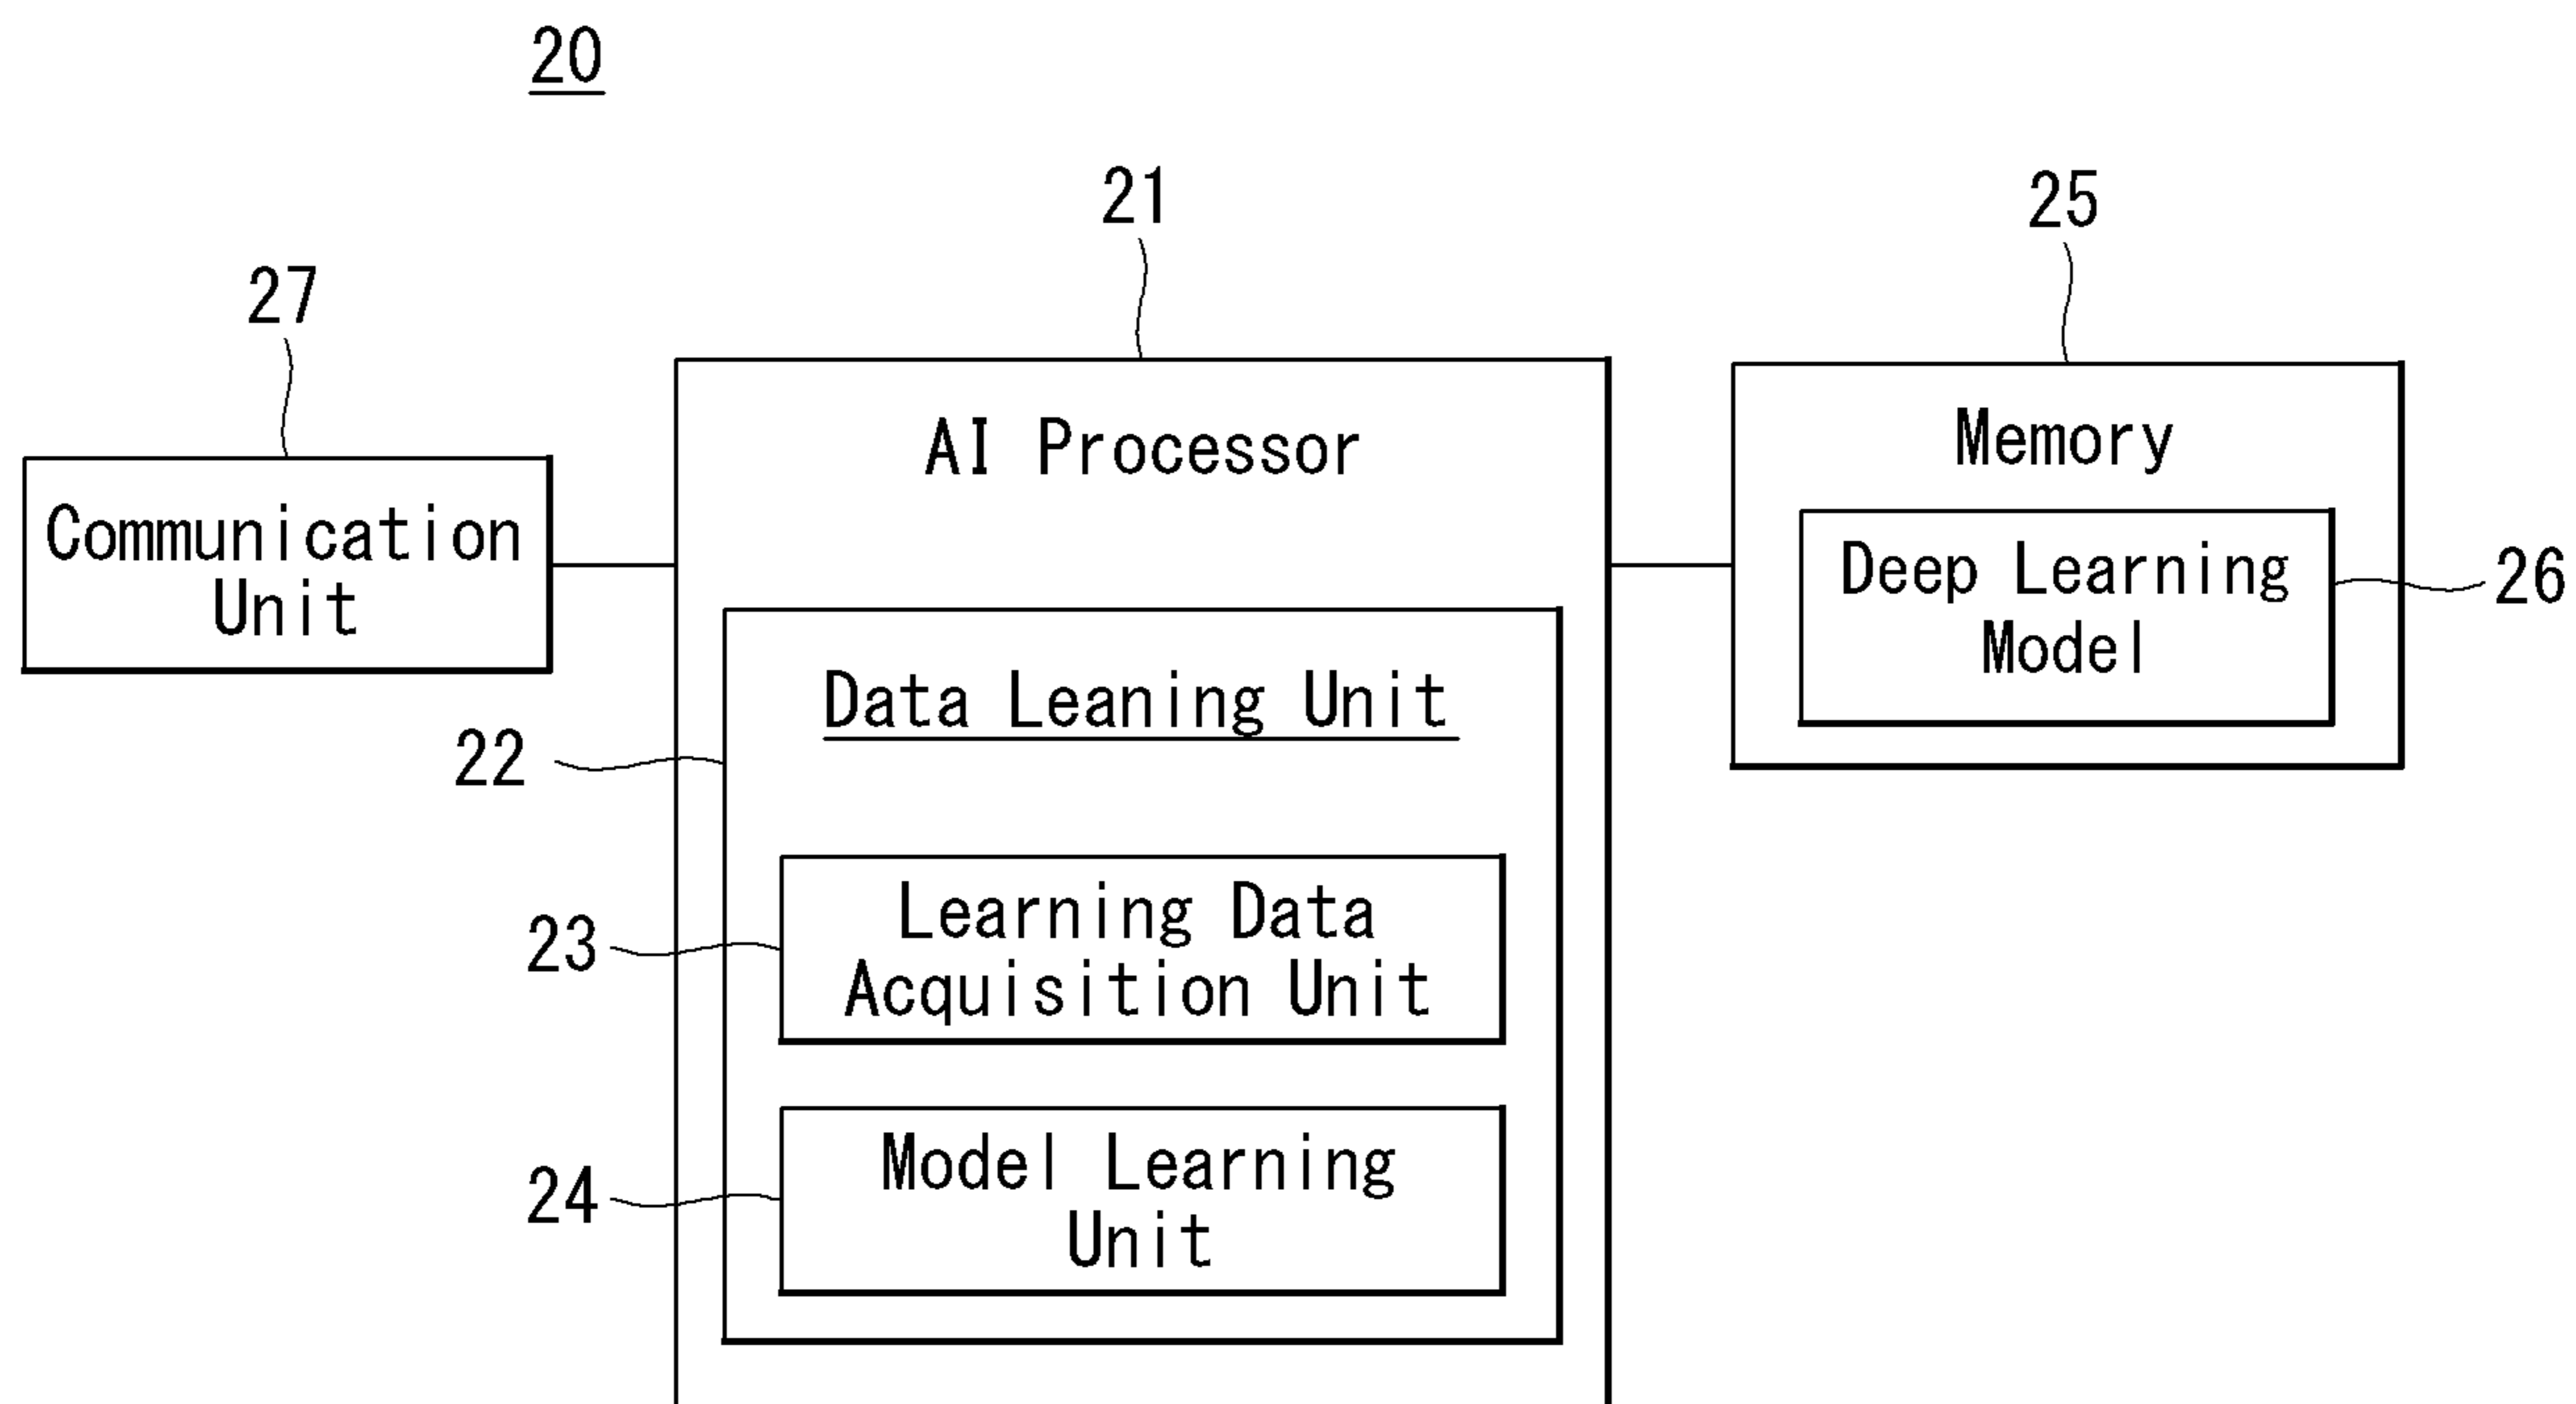 20
21
25
27
AI Processor
Memory
Communication
Unit
Deep Learning
Model
26
Data Leaning Unit
22
Learning Data
Acquisition Unit
23
Model Learning
Unit
24